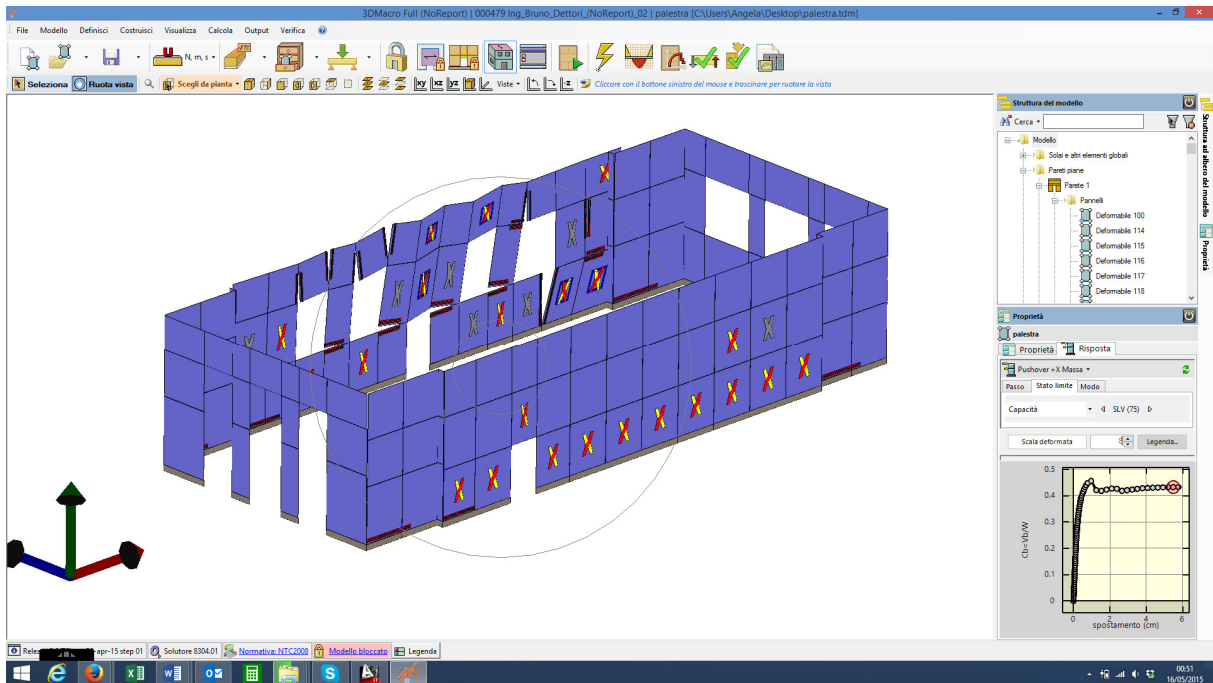 3DMacro Full (NoReport) | 000479 Ing_Bruno_Dettori_(NoReport)_02 | palestra [C:\Users\Angela\Desktop\palestra.tdm]
File Modello Definisci Costruisci Visualizza Calcola Output Verifica
N, m, s
Seleziona Ruota vista Scegli da pianta xy xz yz Viste z Cliccare con il bottone sinistro del mouse e trascinare per ruotare la vista
Struttura del modello
Cerca
Modello
Solai e altri elementi globali
Pareti piane
Parete 1
Pannelli
Deformabile 100
Deformabile 114
Deformabile 115
Deformabile 116
Deformabile 117
Deformabile 118
Struttura ad albero del modello
Proprietà
Proprietà
palestra
Proprietà Risposta
Pushover +X Massa
Passo Stato limite Modo
Capacità SLV (75)
Scala deformata Legenda...
0.5
0.4
0.3
0.2
0.1
0
Cb=Vb/W
0 2 4 6
spostamento (cm)
-apr-15 step 01 Solutore 8304.01 Normativa: NTC2008 Modello bloccato Legenda
00:51
16/05/2015